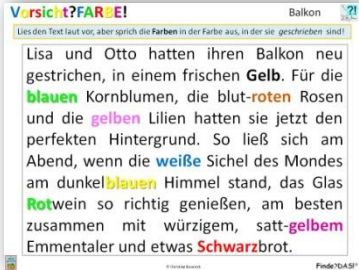 Vorsicht?FARBE!
Balkon
Lies den Text laut vor, aber sprich die Farben in der Farbe aus, in der sie geschrieben sind!
Lisa und Otto hatten ihren Balkon neu
gestrichen, in einem frischen Gelb. Für die
blauen Kornblumen, die blut-roten Rosen
und die gelben Lilien hatten sie jetzt den
perfekten Hintergrund. So ließ sich am
Abend, wenn die weiße Sichel des Mondes
am dunkelblauen Himmel stand, das Glas
Rotwein so richtig genießen, am besten
zusammen mit würzigem, satt-gelbem
Emmentaler und etwas Schwarzbrot.